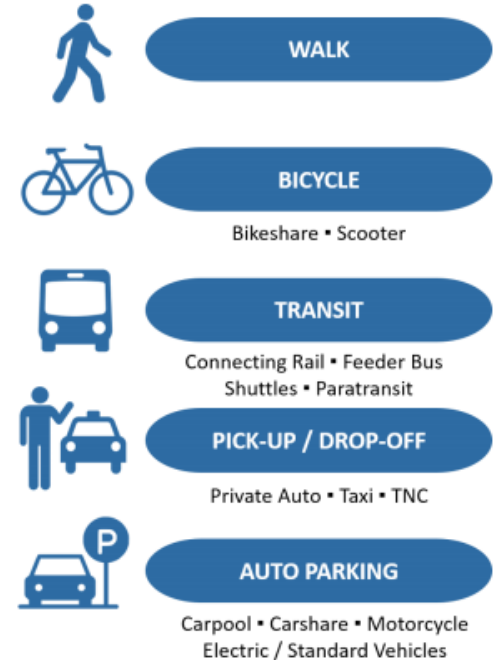 WALK
BICYCLE
Bikeshare ▪ Scooter
TRANSIT
Connecting Rail ▪ Feeder Bus
Shuttles ▪ Paratransit
PICK-UP / DROP-OFF
Private Auto ▪ Taxi ▪ TNC
P
AUTO PARKING
Carpool ▪ Carshare ▪ Motorcycle
Electric / Standard Vehicles